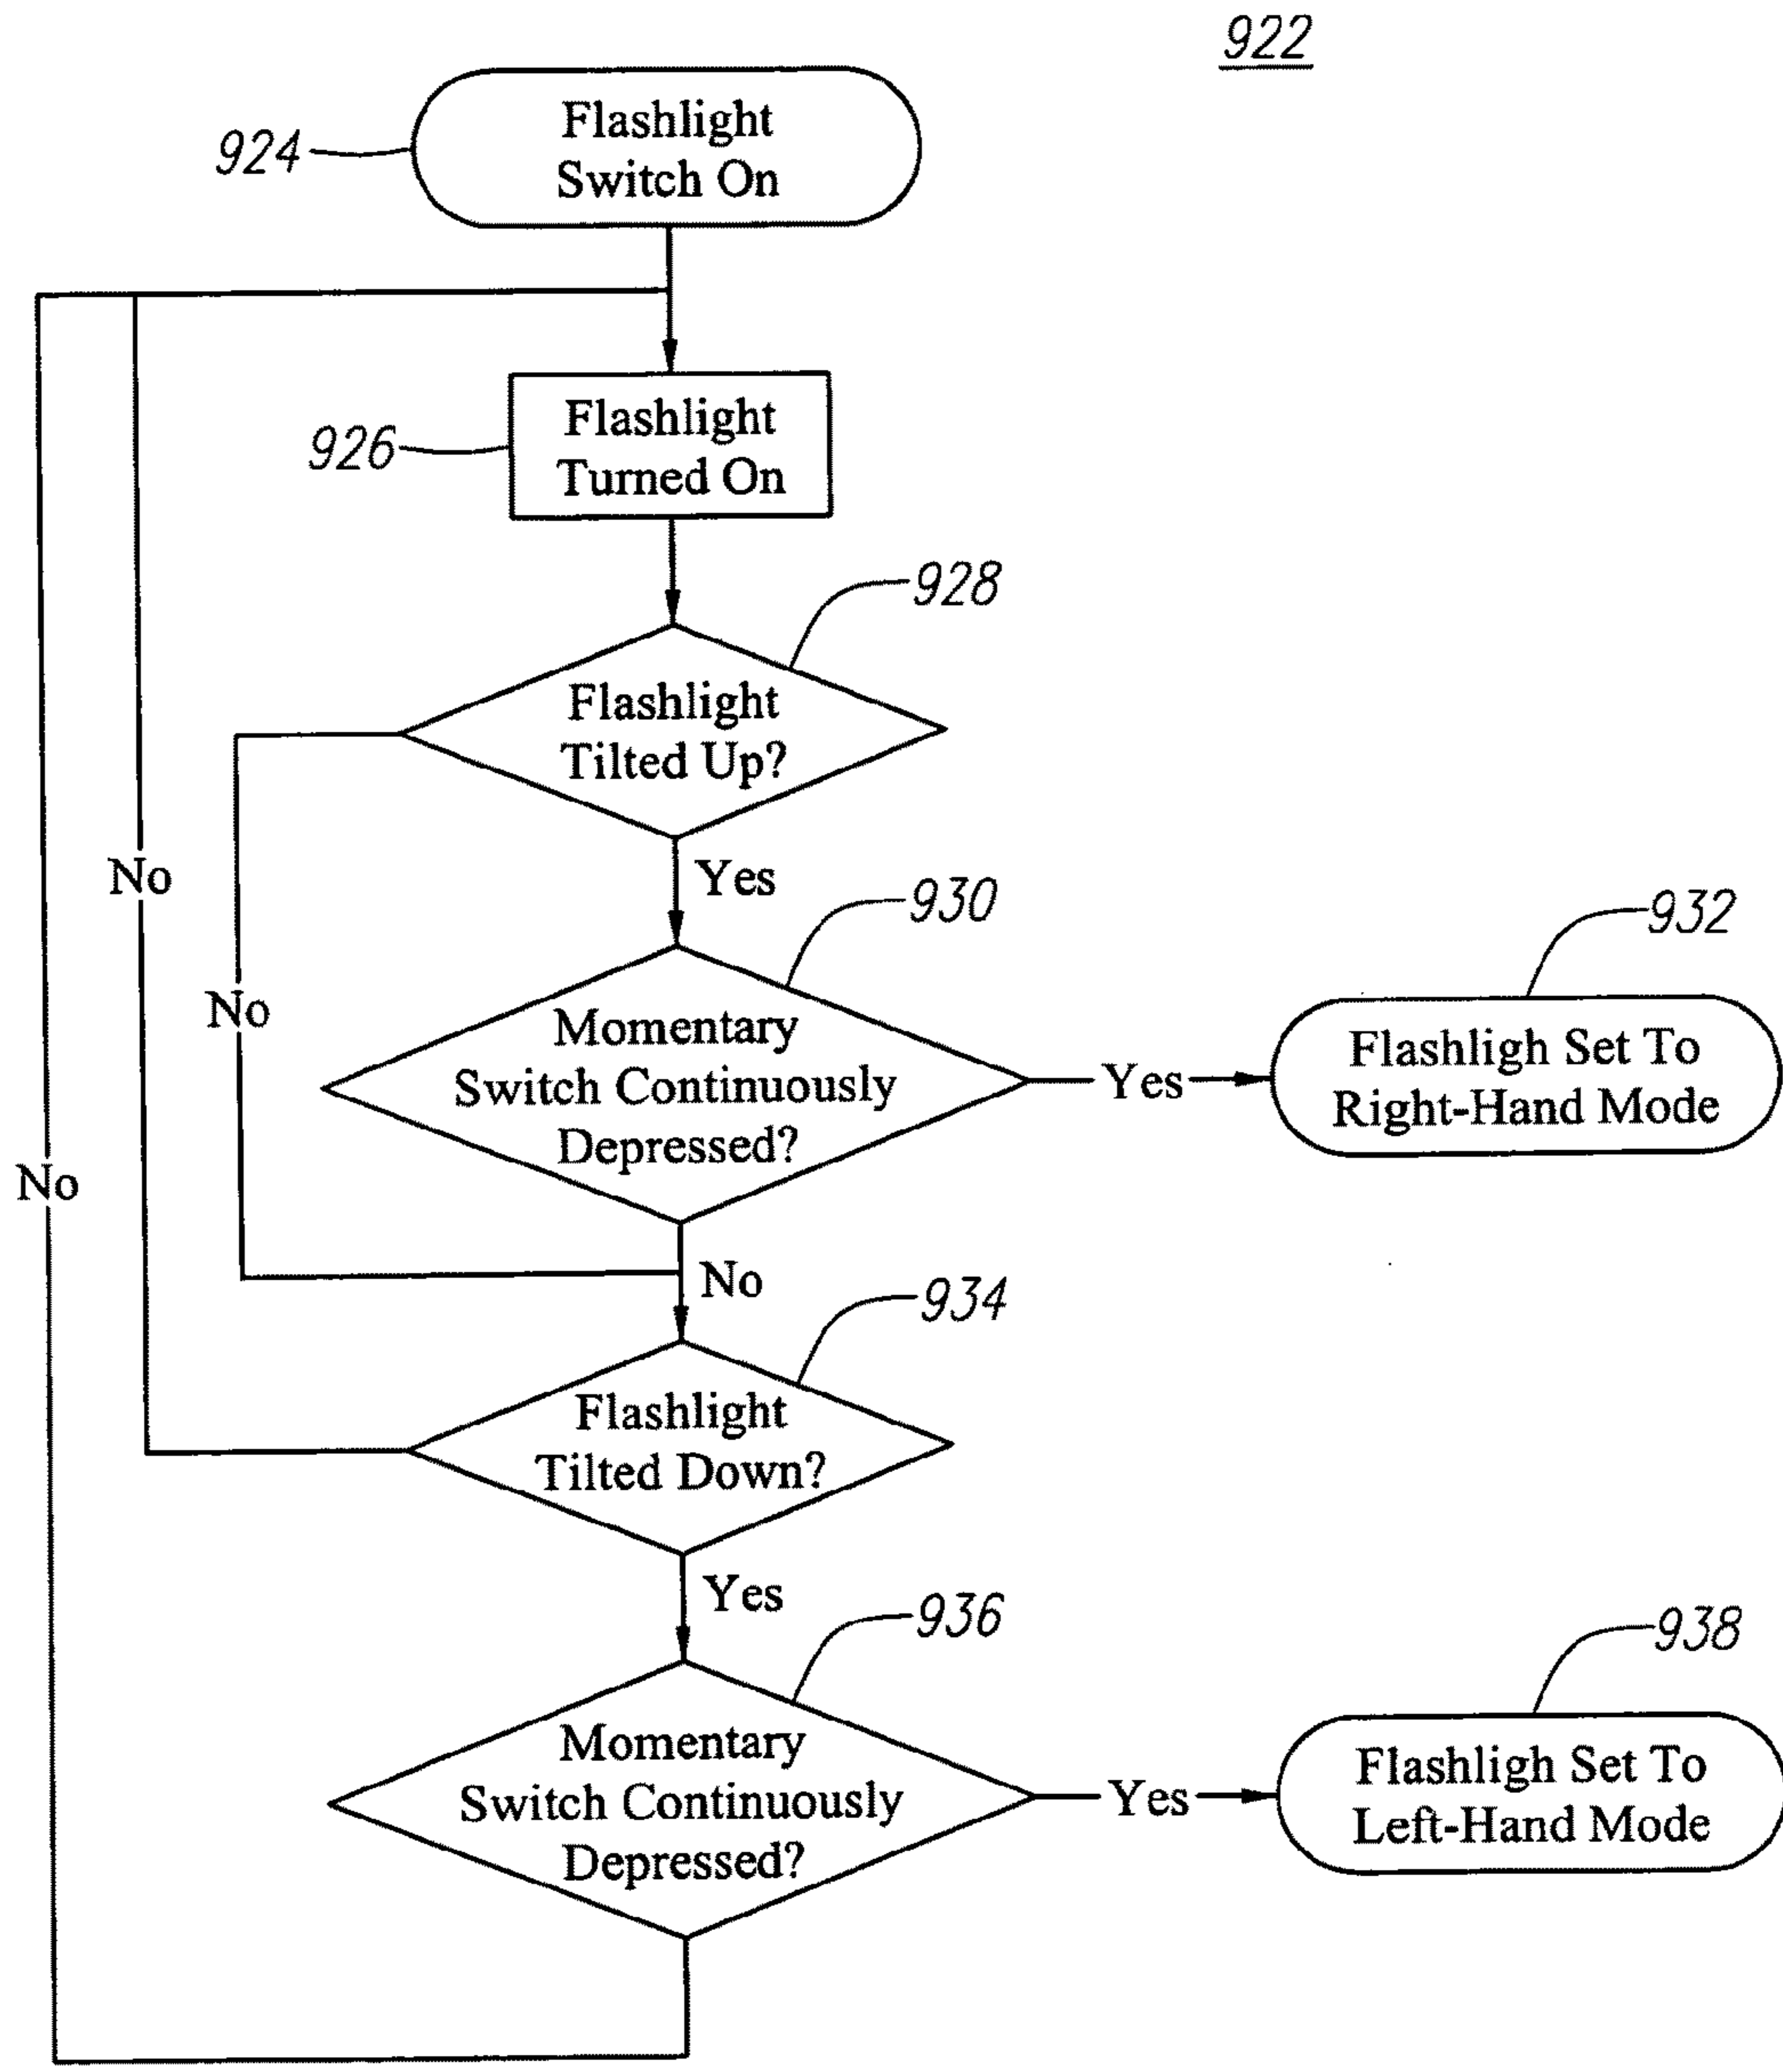 922
Flashlight
Switch On
924
Flashlight
Turned On
926
928
Flashlight
Tilted Up?
Yes
No
No
930
Momentary
Switch Continuously
Depressed?
Yes
932
Flashligh Set To
Right-Hand Mode
No
No
934
Flashlight
Tilted Down?
Yes
936
Momentary
Switch Continuously
Depressed?
Yes
938
Flashligh Set To
Left-Hand Mode